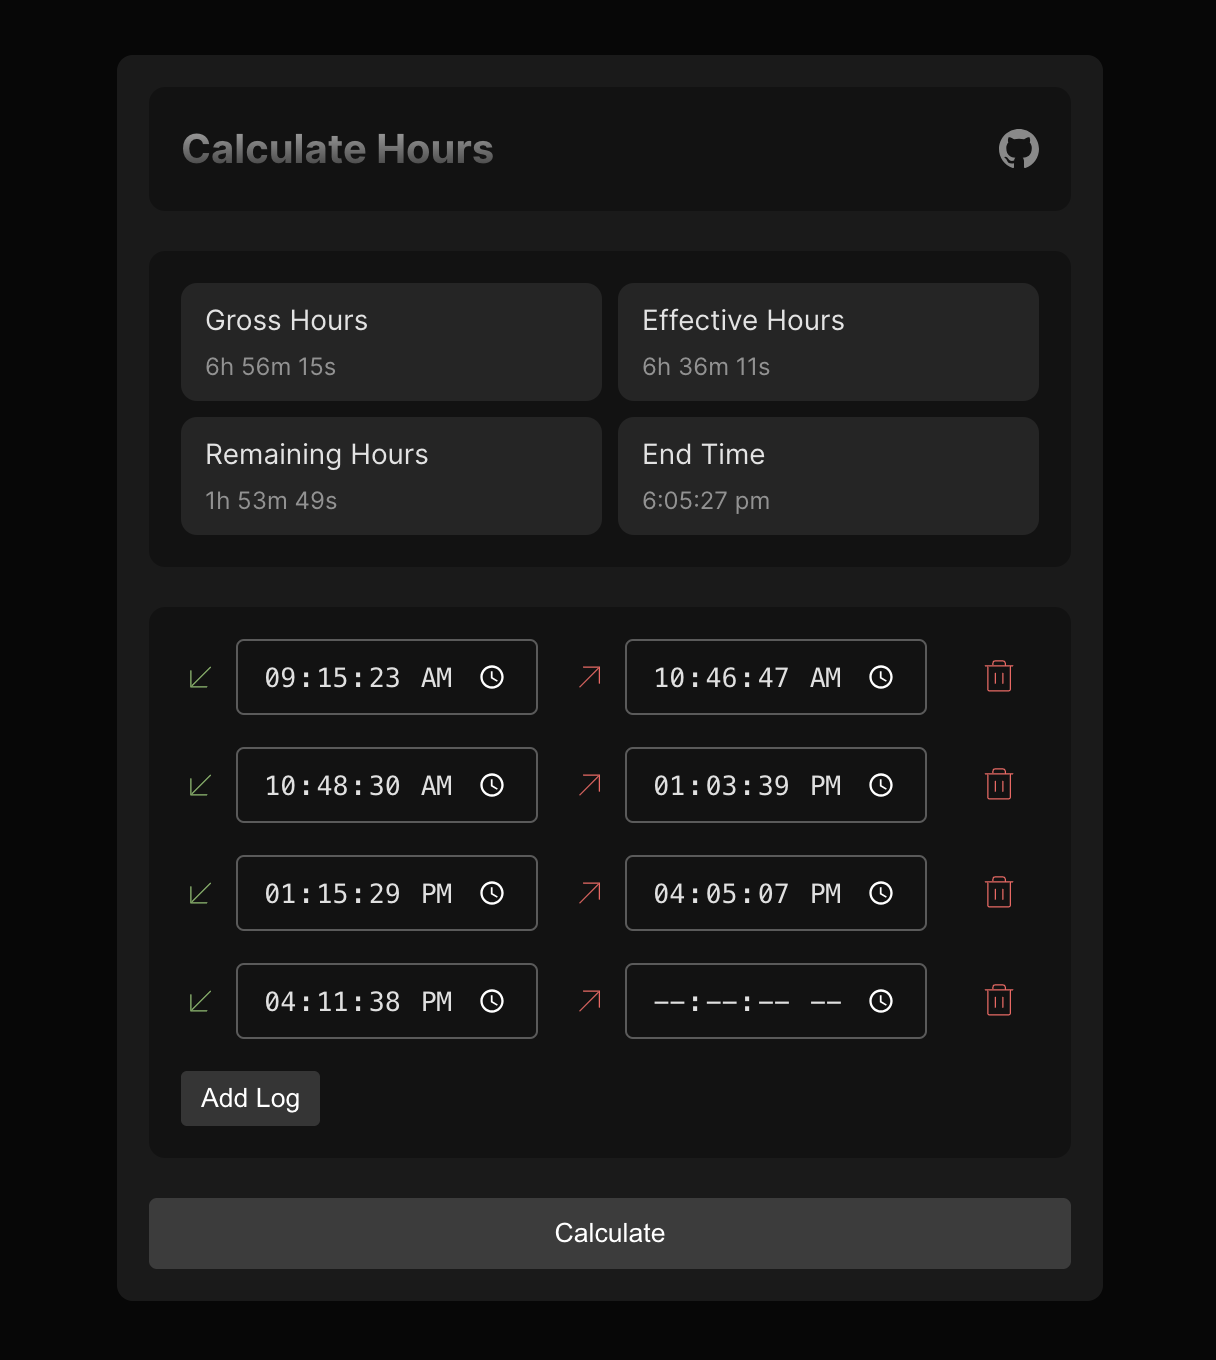 Calculate Hours
Gross Hours
6h 56m 15s
Effective Hours
6h 36m 11s
Remaining Hours
1h 53m 49s
End Time
6:05:27 pm
09:15:23 AM
10:46:47 AM
10:48:30 AM
01:03:39 PM
01:15:29 PM
04:05:07 PM
04:11:38 PM
--:--:-- --
Add Log
Calculate